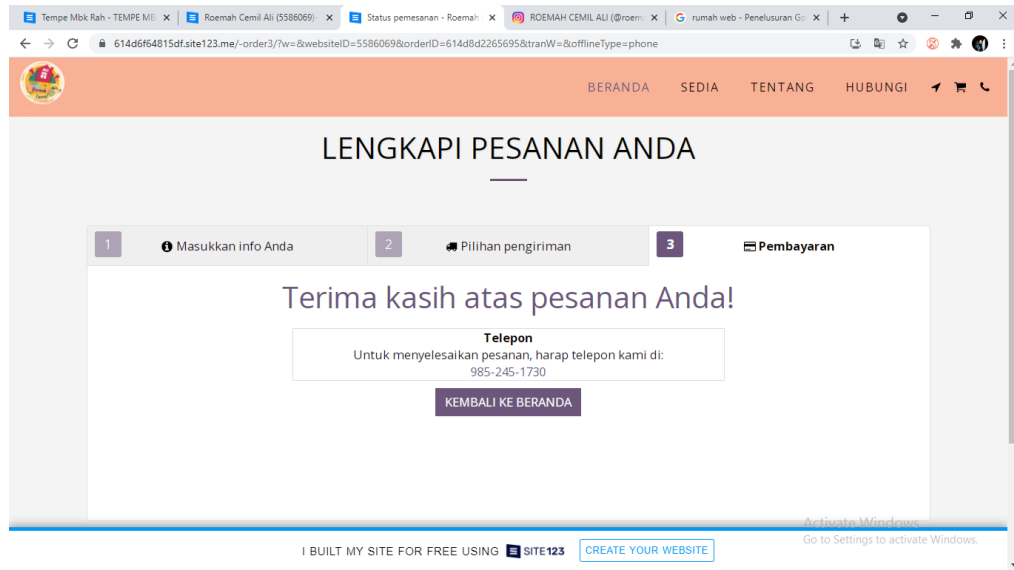 Tempe Mbk Rah - TEMPE MB
Roemah Cemil Ali (5586069)-
Status pemesanan - Roemah
ROEMAH CEMIL ALI (@roem
rumah web - Penelusuran Go
614d6f64815df.site123.me/-order3/?w=&websiteID=5586069&orderID=614d8d2265695&tranW=&offlineType=phone
BERANDA SEDIA TENTANG HUBUNGI
LENGKAPI PESANAN ANDA
1 Masukkan info Anda
2 Pilihan pengiriman
3 Pembayaran
Terima kasih atas pesanan Anda!
Telepon
Untuk menyelesaikan pesanan, harap telepon kami di:
985-245-1730
KEMBALI KE BERANDA
Activate Windows
Go to Settings to activate Windows.
I BUILT MY SITE FOR FREE USING SITE123 CREATE YOUR WEBSITE